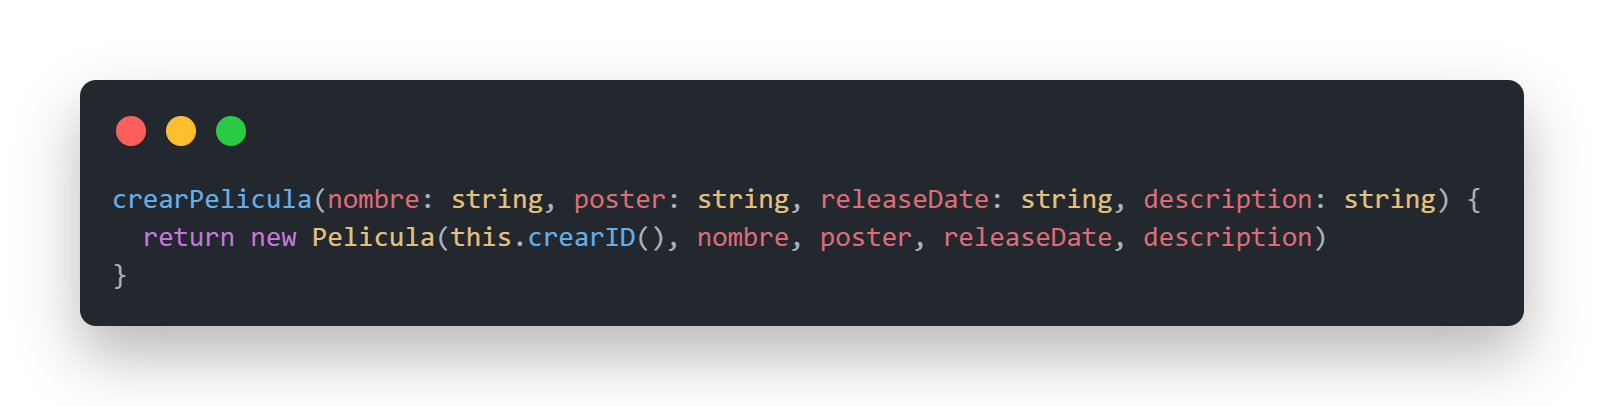 crearPelicula(nombre: string, poster: string, releaseDate: string, description: string) {
  return new Pelicula(this.crearID(), nombre, poster, releaseDate, description)
}